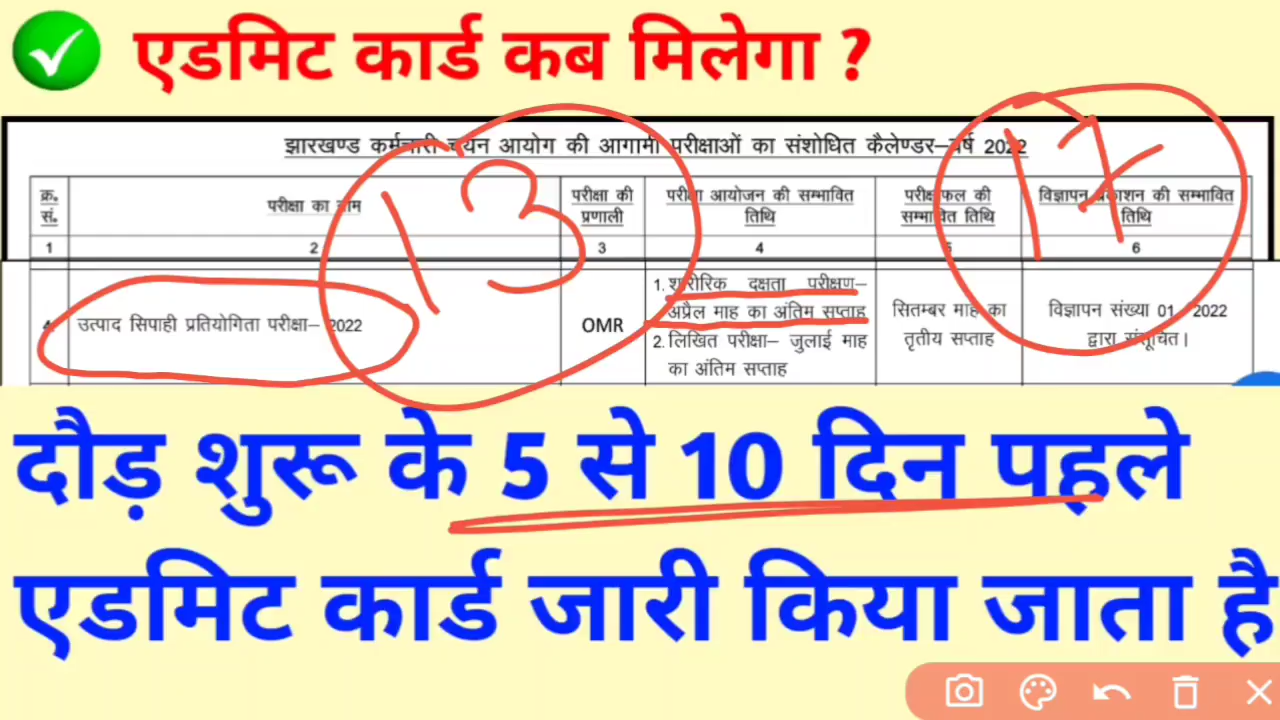 एडमिट कार्ड कब मिलेगा ?
झारखण्ड कर्मचारी चयन आयोग की आगामी परीक्षाओं का संशोधित कैलेण्डर–वर्ष 2022
क्र. सं. परीक्षा का नाम परीक्षा की प्रणाली परीक्षा आयोजन की सम्भावित तिथि परीक्षाफल की सम्भावित तिथि विज्ञापन प्रकाशन की सम्भावित तिथि
1 2 3 4 5 6
13
17
4 उत्पाद सिपाही प्रतियोगिता परीक्षा– 2022
OMR
1. शारीरिक दक्षता परीक्षण–
अप्रैल माह का अंतिम सप्ताह
2. लिखित परीक्षा– जुलाई माह
का अंतिम सप्ताह
सितम्बर माह का
तृतीय सप्ताह
विज्ञापन संख्या 01 2022
द्वारा संसूचित।
दौड़ शुरू के 5 से 10 दिन पहले
एडमिट कार्ड जारी किया जाता है